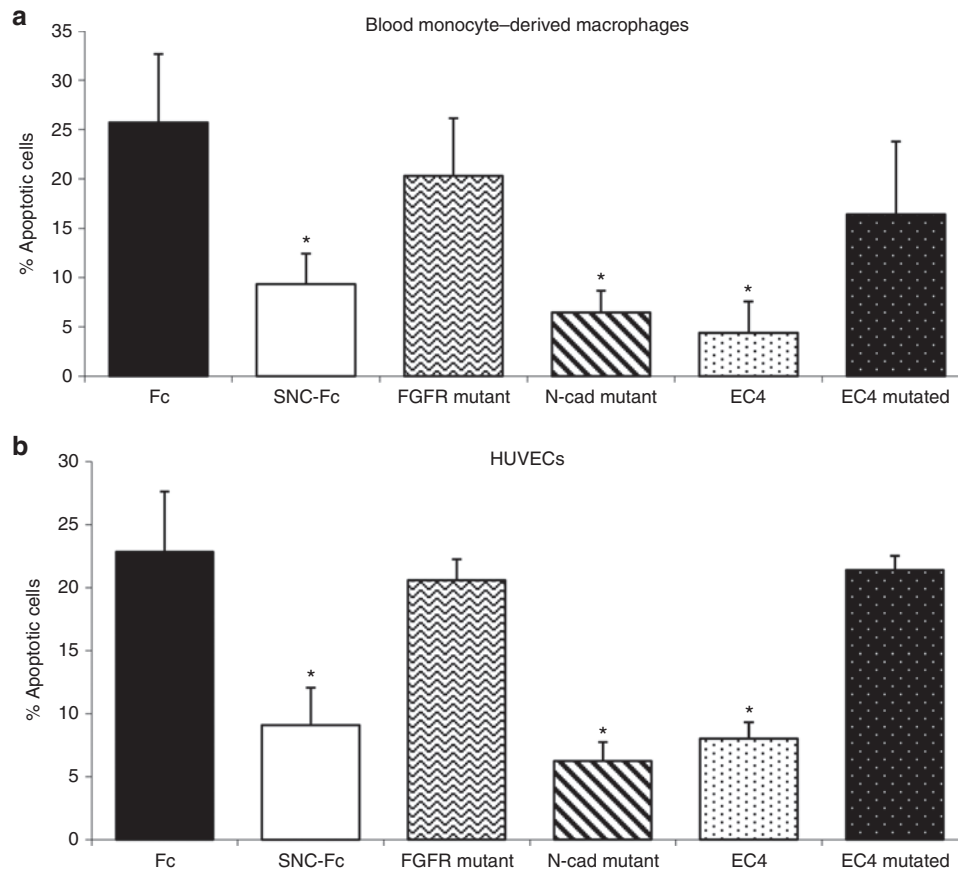 a
Blood monocyte–derived macrophages
% Apoptotic cells
35
30
25
20
15
10
5
0
*
*
*
Fc SNC-Fc FGFR mutant N-cad mutant EC4 EC4 mutated
b
HUVECs
% Apoptotic cells
30
25
20
15
10
5
0
*
*
*
Fc SNC-Fc FGFR mutant N-cad mutant EC4 EC4 mutated